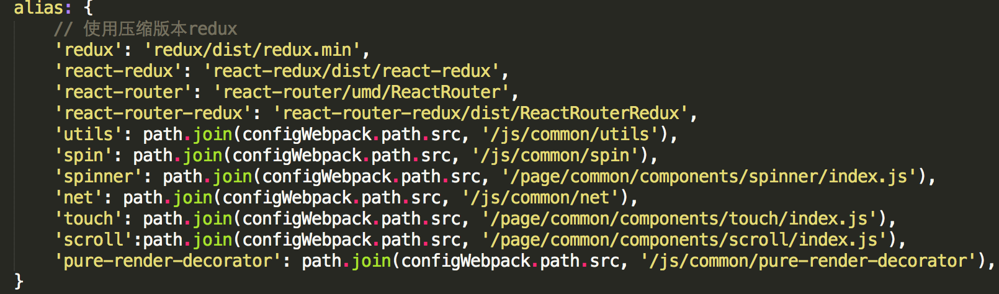 alias: {
// 使用压缩版本redux
'redux': 'redux/dist/redux.min',
'react-redux': 'react-redux/dist/react-redux',
'react-router': 'react-router/umd/ReactRouter',
'react-router-redux': 'react-router-redux/dist/ReactRouterRedux',
'utils': path.join(configWebpack.path.src, '/js/common/utils'),
'spin': path.join(configWebpack.path.src, '/js/common/spin'),
'spinner': path.join(configWebpack.path.src, '/page/common/components/spinner/index.js'),
'net': path.join(configWebpack.path.src, '/js/common/net'),
'touch': path.join(configWebpack.path.src, '/page/common/components/touch/index.js'),
'scroll':path.join(configWebpack.path.src, '/page/common/components/scroll/index.js'),
'pure-render-decorator': path.join(configWebpack.path.src, '/js/common/pure-render-decorator'),
}